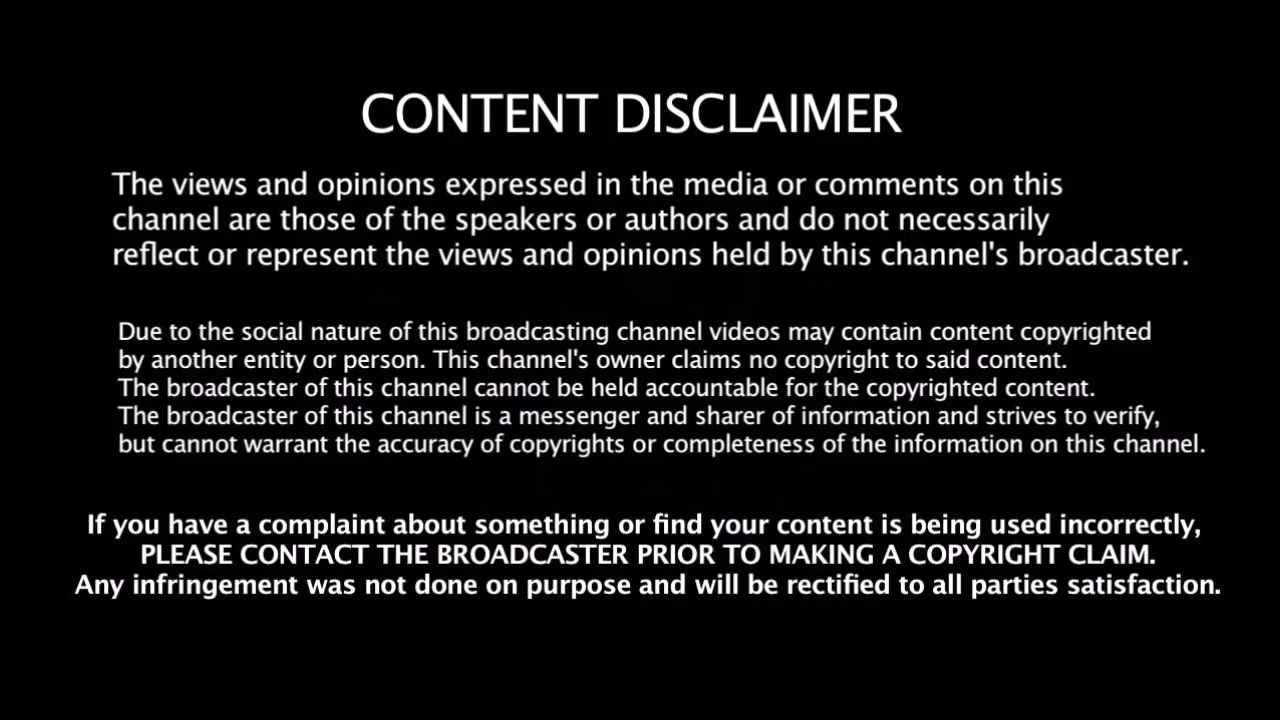 CONTENT DISCLAIMER
The views and opinions expressed in the media or comments on this
channel are those of the speakers or authors and do not necessarily
reflect or represent the views and opinions held by this channel's broadcaster.
Due to the social nature of this broadcasting channel videos may contain content copyrighted
by another entity or person. This channel's owner claims no copyright to said content.
The broadcaster of this channel cannot be held accountable for the copyrighted content.
The broadcaster of this channel is a messenger and sharer of information and strives to verify,
but cannot warrant the accuracy of copyrights or completeness of the information on this channel.
If you have a complaint about something or find your content is being used incorrectly,
PLEASE CONTACT THE BROADCASTER PRIOR TO MAKING A COPYRIGHT CLAIM.
Any infringement was not done on purpose and will be rectified to all parties satisfaction.